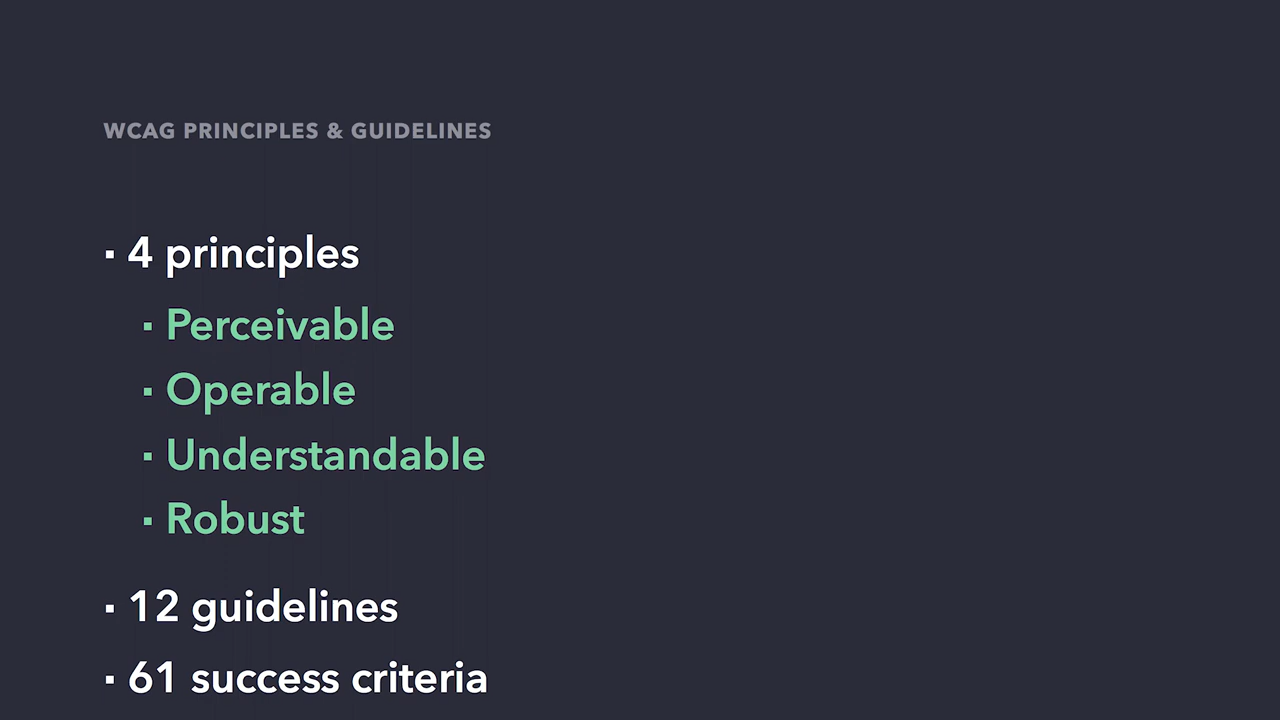 WCAG PRINCIPLES & GUIDELINES
▪ 4 principles
▪ Perceivable
▪ Operable
▪ Understandable
▪ Robust
▪ 12 guidelines
▪ 61 success criteria